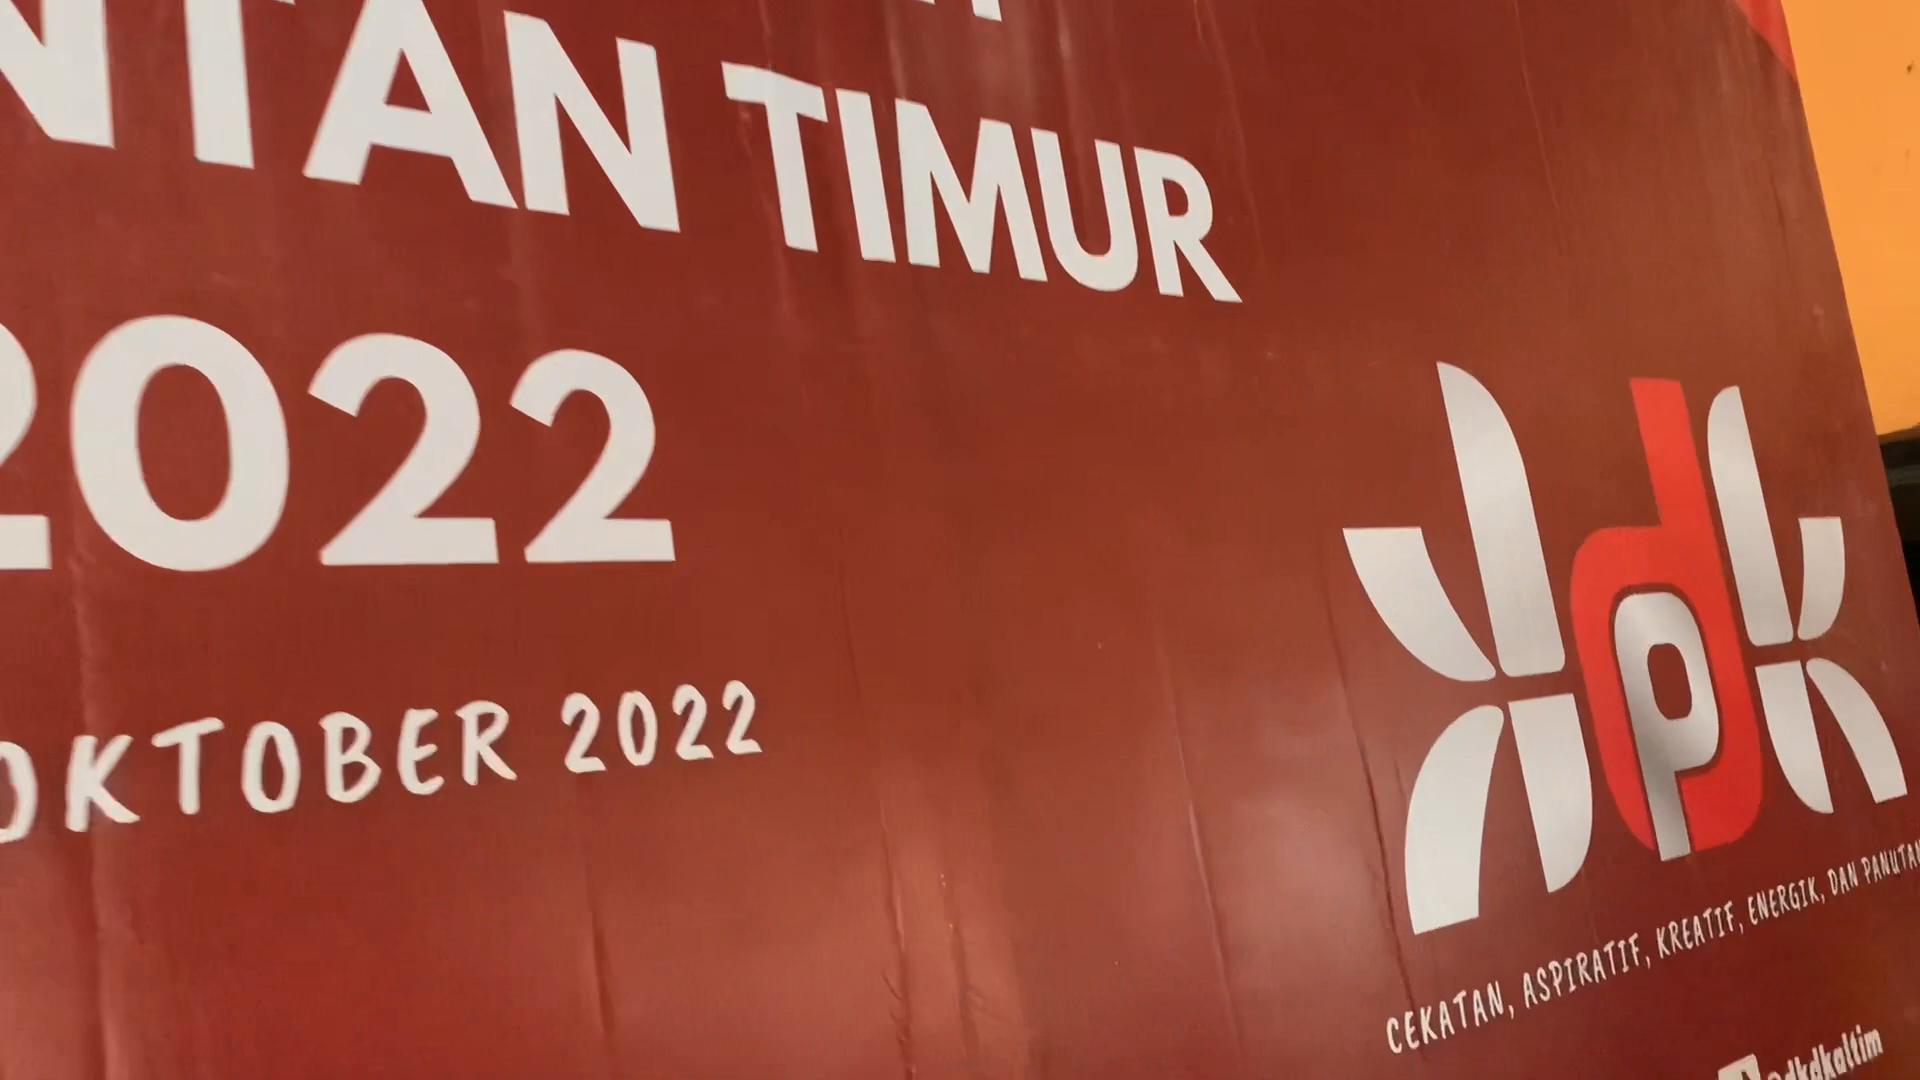 NTAN TIMUR
2022
OKTOBER 2022
dpk
CEKATAN, ASPIRATIF, KREATIF, ENERGIK, DAN PANUTAN
@dkdkaltim